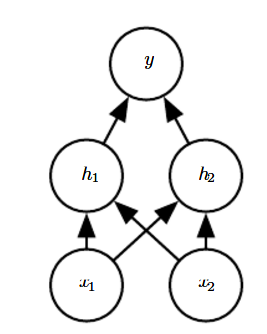 y
h₁ h₂
x₁ x₂